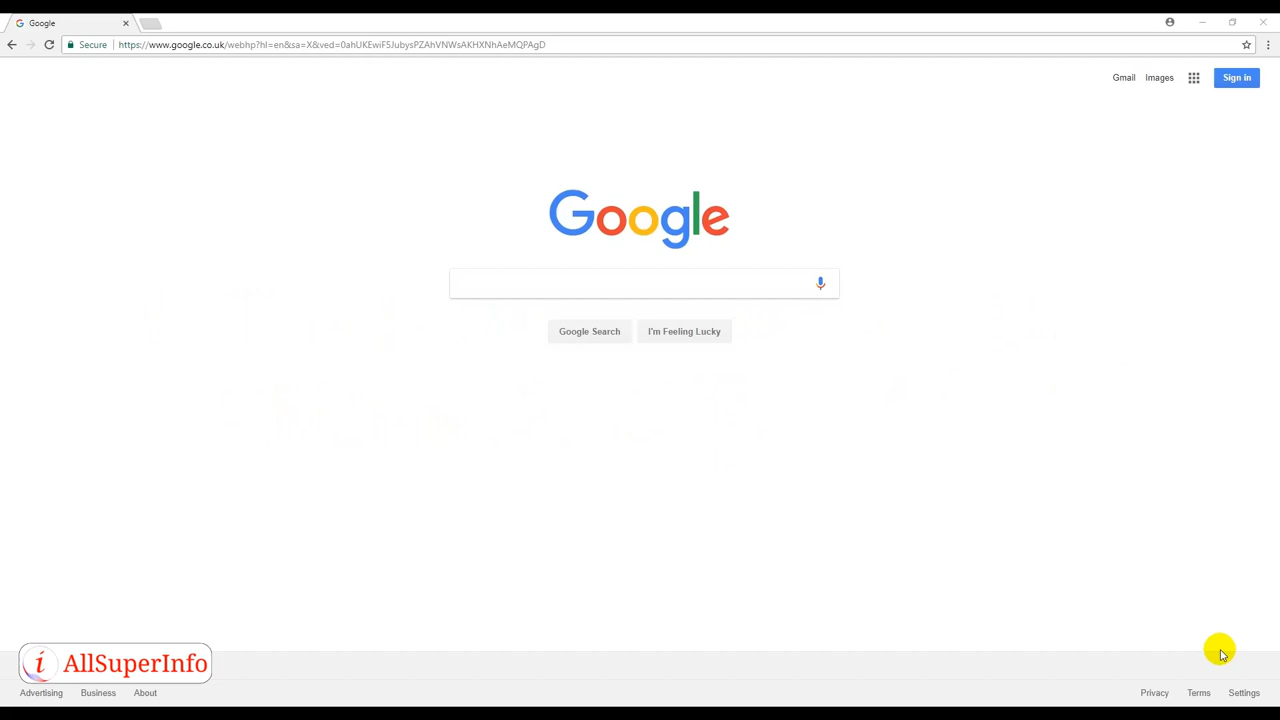 Google
Secure https://www.google.co.uk/webhp?hl=en&sa=X&ved=0ahUKEwiF5JubysPZAhVNWsAKHXNhAeMQPAgD
Gmail Images Sign in
Google
Google Search I'm Feeling Lucky
i AllSuperInfo
Advertising Business About Privacy Terms Settings